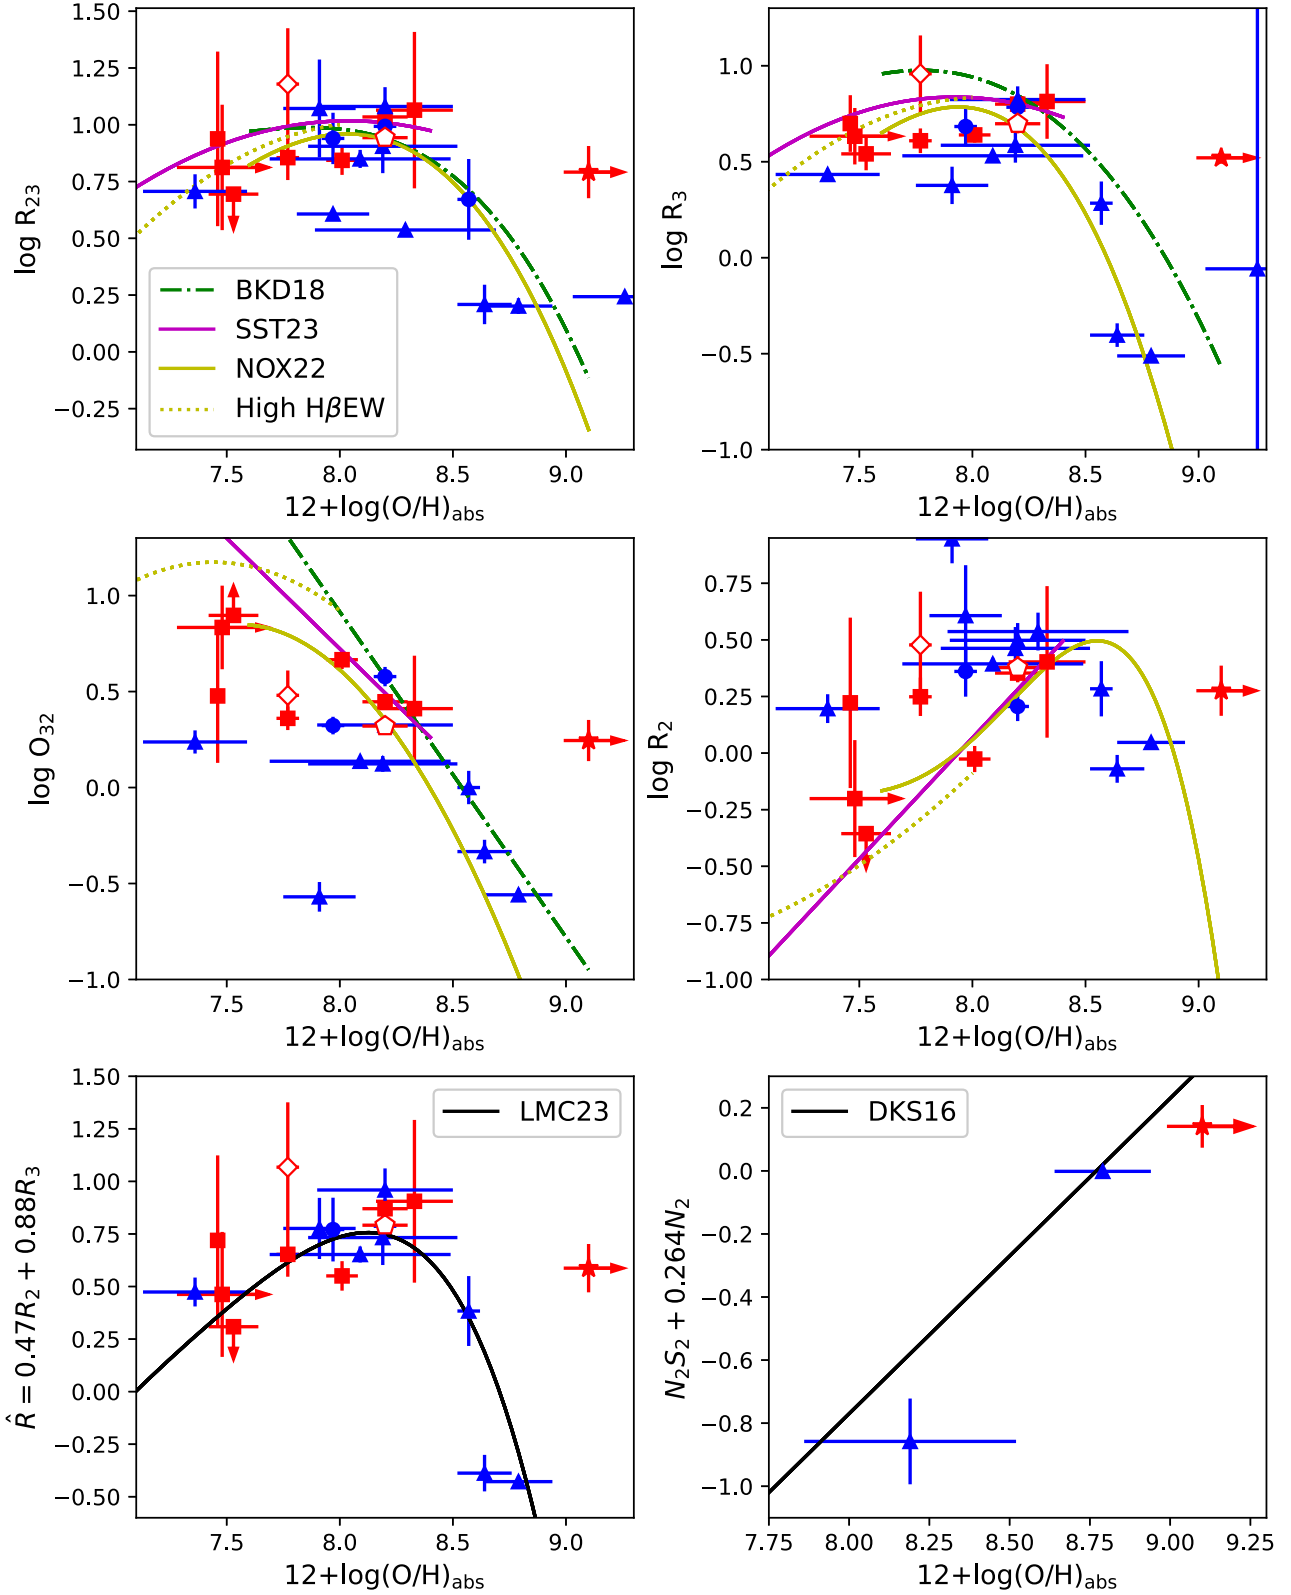 1.50
1.25
1.00
0.75
0.50
0.25
0.00
−0.25
log R23
BKD18
SST23
NOX22
High HβEW
7.5 8.0 8.5 9.0
12+log(O/H)abs
1.0
0.5
0.0
−0.5
−1.0
log R3
7.5 8.0 8.5 9.0
12+log(O/H)abs
1.0
0.5
0.0
−0.5
−1.0
log O32
7.5 8.0 8.5 9.0
12+log(O/H)abs
0.75
0.50
0.25
0.00
−0.25
−0.50
−0.75
−1.00
log R2
7.5 8.0 8.5 9.0
12+log(O/H)abs
1.50
1.25
1.00
0.75
0.50
0.25
0.00
−0.25
−0.50
R̂ = 0.47R2 + 0.88R3
LMC23
7.5 8.0 8.5 9.0
12+log(O/H)abs
0.2
0.0
−0.2
−0.4
−0.6
−0.8
−1.0
N2S2 + 0.264N2
DKS16
7.75 8.00 8.25 8.50 8.75 9.00 9.25
12+log(O/H)abs